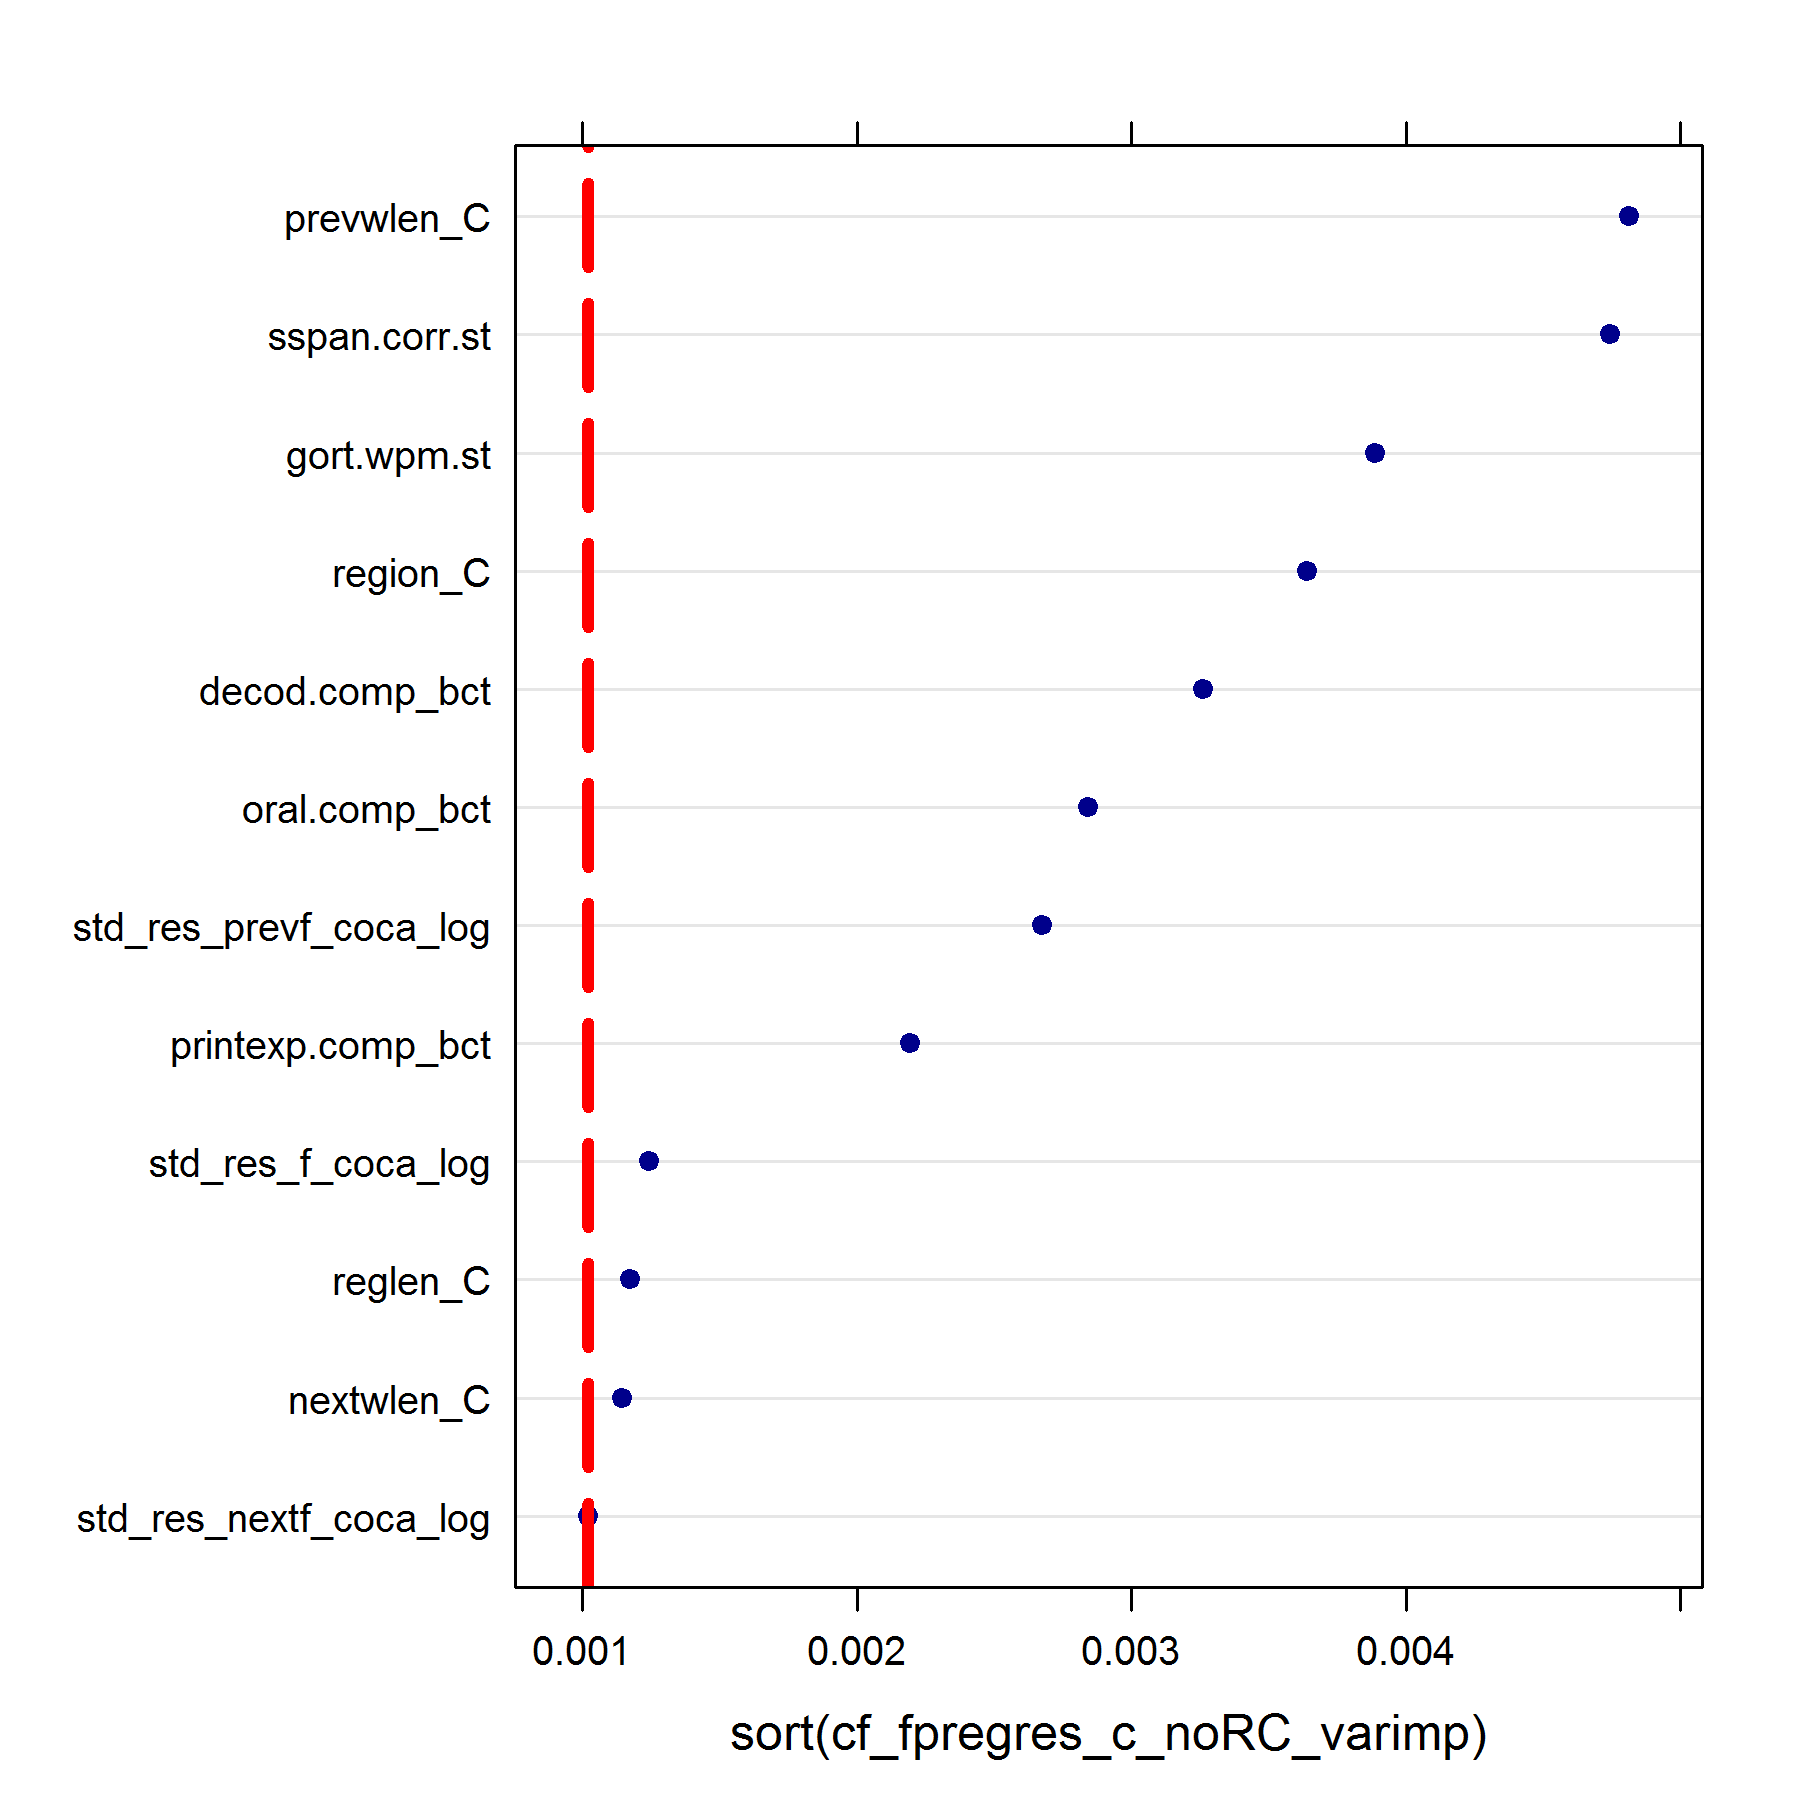 prevwlen_C
sspan.corr.st
gort.wpm.st
region_C
decod.comp_bct
oral.comp_bct
std_res_prevf_coca_log
printexp.comp_bct
std_res_f_coca_log
reglen_C
nextwlen_C
std_res_nextf_coca_log
0.001 0.002 0.003 0.004
sort(cf_fpregres_c_noRC_varimp)